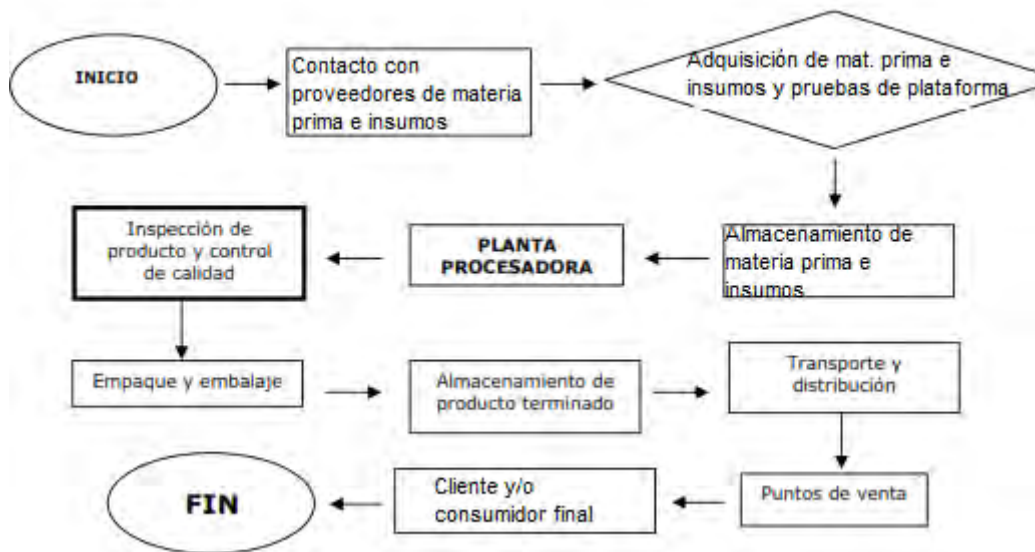 INICIO
Contacto con
proveedores de materia
prima e insumos
Adquisición de mat. prima e
insumos y pruebas de plataforma
Almacenamiento de
materia prima e
insumos
PLANTA
PROCESADORA
Inspección de
producto y control
de calidad
Empaque y embalaje
Almacenamiento de
producto terminado
Transporte y
distribución
Puntos de venta
Cliente y/o
consumidor final
FIN